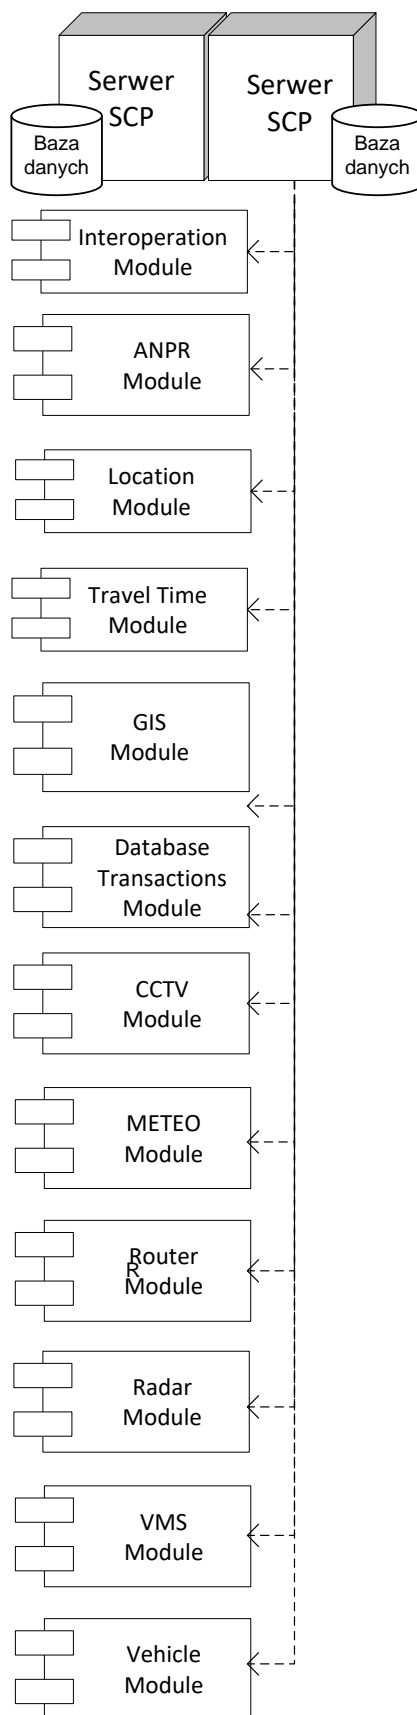 Serwer
SCP
Serwer
SCP
Baza
danych
Baza
danych
Interoperation
Module
ANPR
Module
Location
Module
Travel Time
Module
GIS
Module
Database
Transactions
Module
CCTV
Module
METEO
Module
Router
R
Module
Radar
Module
VMS
Module
Vehicle
Module